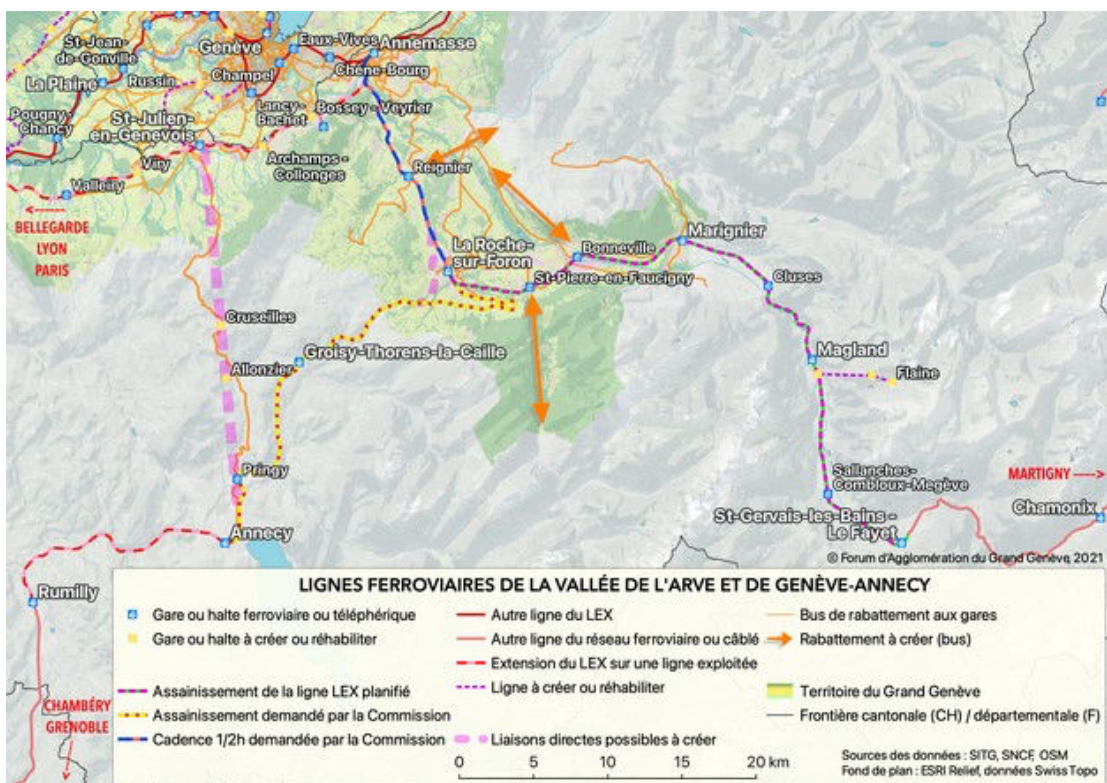 St-Jean-
de-Gonville
Genève
Eaux-Vives
Annemasse
La Plaine
Russin
Champel
Chêne-Bourg
Pougny-
Chancy
St-Julien-
en-Genevois
Lancy-
Bachet
Bossey-Veyrier
Viry
Archamps -
Collonges
Reignier
Valleiry
BELLEGARDE
LYON
PARIS
La Roche-
sur-Foron
Bonneville
Marignier
St-Pierre-en-Faucigny
Cluses
Cruseilles
Groisy-Thorens-la-Caille
Magland
Allonzier
Flaine
Pringy
Sallanches-
Combloux-Megève
MARTIGNY
Annecy
St-Gervais-les-Bains -
Le Fayet
Chamonix
© Forum d'Agglomération du Grand Genève, 2021
Rumilly
CHAMBÉRY
GRENOBLE
LIGNES FERROVIAIRES DE LA VALLÉE DE L'ARVE ET DE GENÈVE-ANNECY
Gare ou halte ferroviaire ou téléphérique
Gare ou halte à créer ou réhabiliter
Assainissement de la ligne LEX planifié
Assainissement demandé par la Commission
Cadence 1/2h demandée par la Commission
Autre ligne du LEX
Autre ligne du réseau ferroviaire ou câblé
Extension du LEX sur une ligne exploitée
Ligne à créer ou réhabiliter
Liaisons directes possibles à créer
Bus de rabattement aux gares
Rabattement à créer (bus)
Territoire du Grand Genève
Frontière cantonale (CH) / départementale (F)
0 5 10 15 20 km
Sources des données : SITG, SNCF, OSM
Fond de plan : ESRI Relief, données SwissTopo